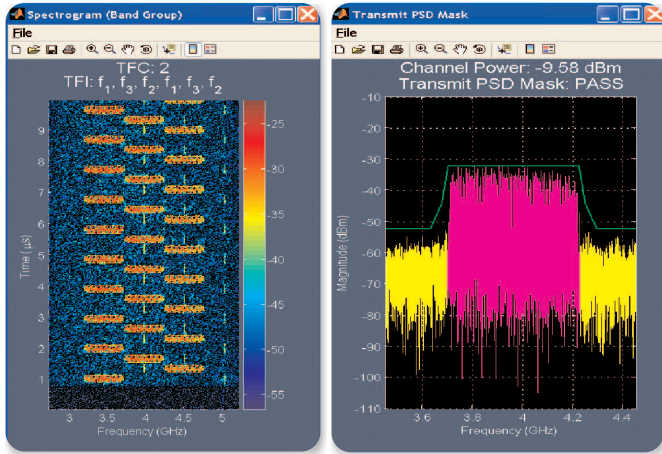 Spectrogram (Band Group)
File
TFC: 2
TFI: f1, f3, f2, f1, f3, f2
9
8
7
6
5
4
3
2
1
Time (µs)
3 3.5 4 4.5 5
Frequency (GHz)
-25
-30
-35
-40
-45
-50
-55
Transmit PSD Mask
File
Channel Power: -9.58 dBm
Transmit PSD Mask: PASS
-10
-20
-30
-40
-50
-60
-70
-80
-90
-100
-110
Magnitude (dBm)
3.6 3.8 4 4.2 4.4
Frequency (GHz)